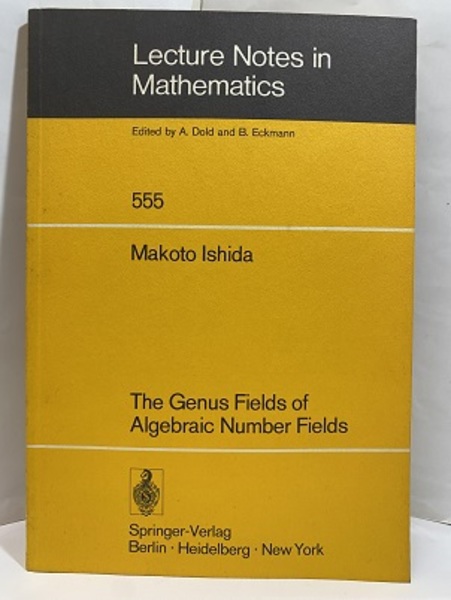 Lecture Notes in
Mathematics
Edited by A. Dold and B. Eckmann
555
Makoto Ishida
The Genus Fields of
Algebraic Number Fields
Springer-Verlag
Berlin · Heidelberg · New York